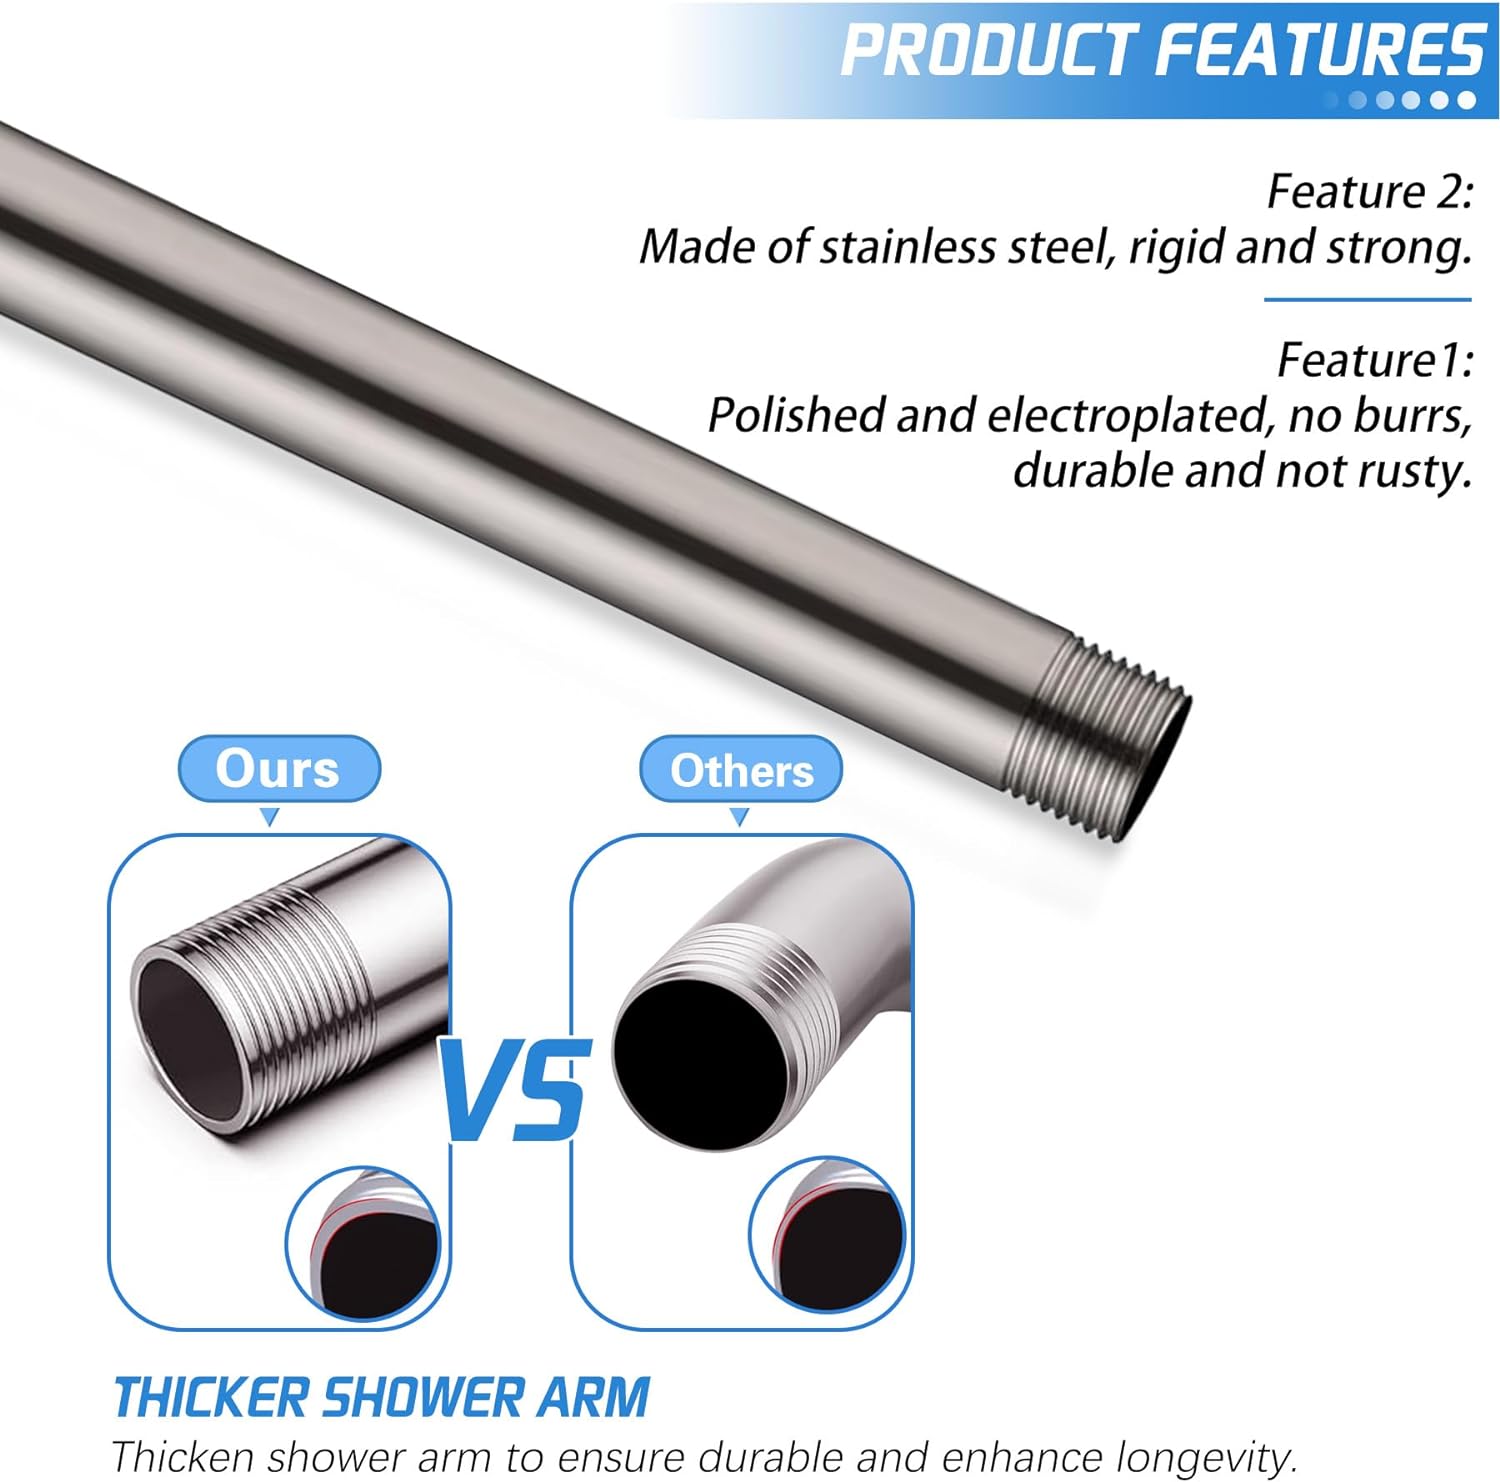 PRODUCT FEATURES
Feature 2:
Made of stainless steel, rigid and strong.
Feature1:
Polished and electroplated, no burrs,
durable and not rusty.
Ours
Others
VS
THICKER SHOWER ARM
Thicken shower arm to ensure durable and enhance longevity.